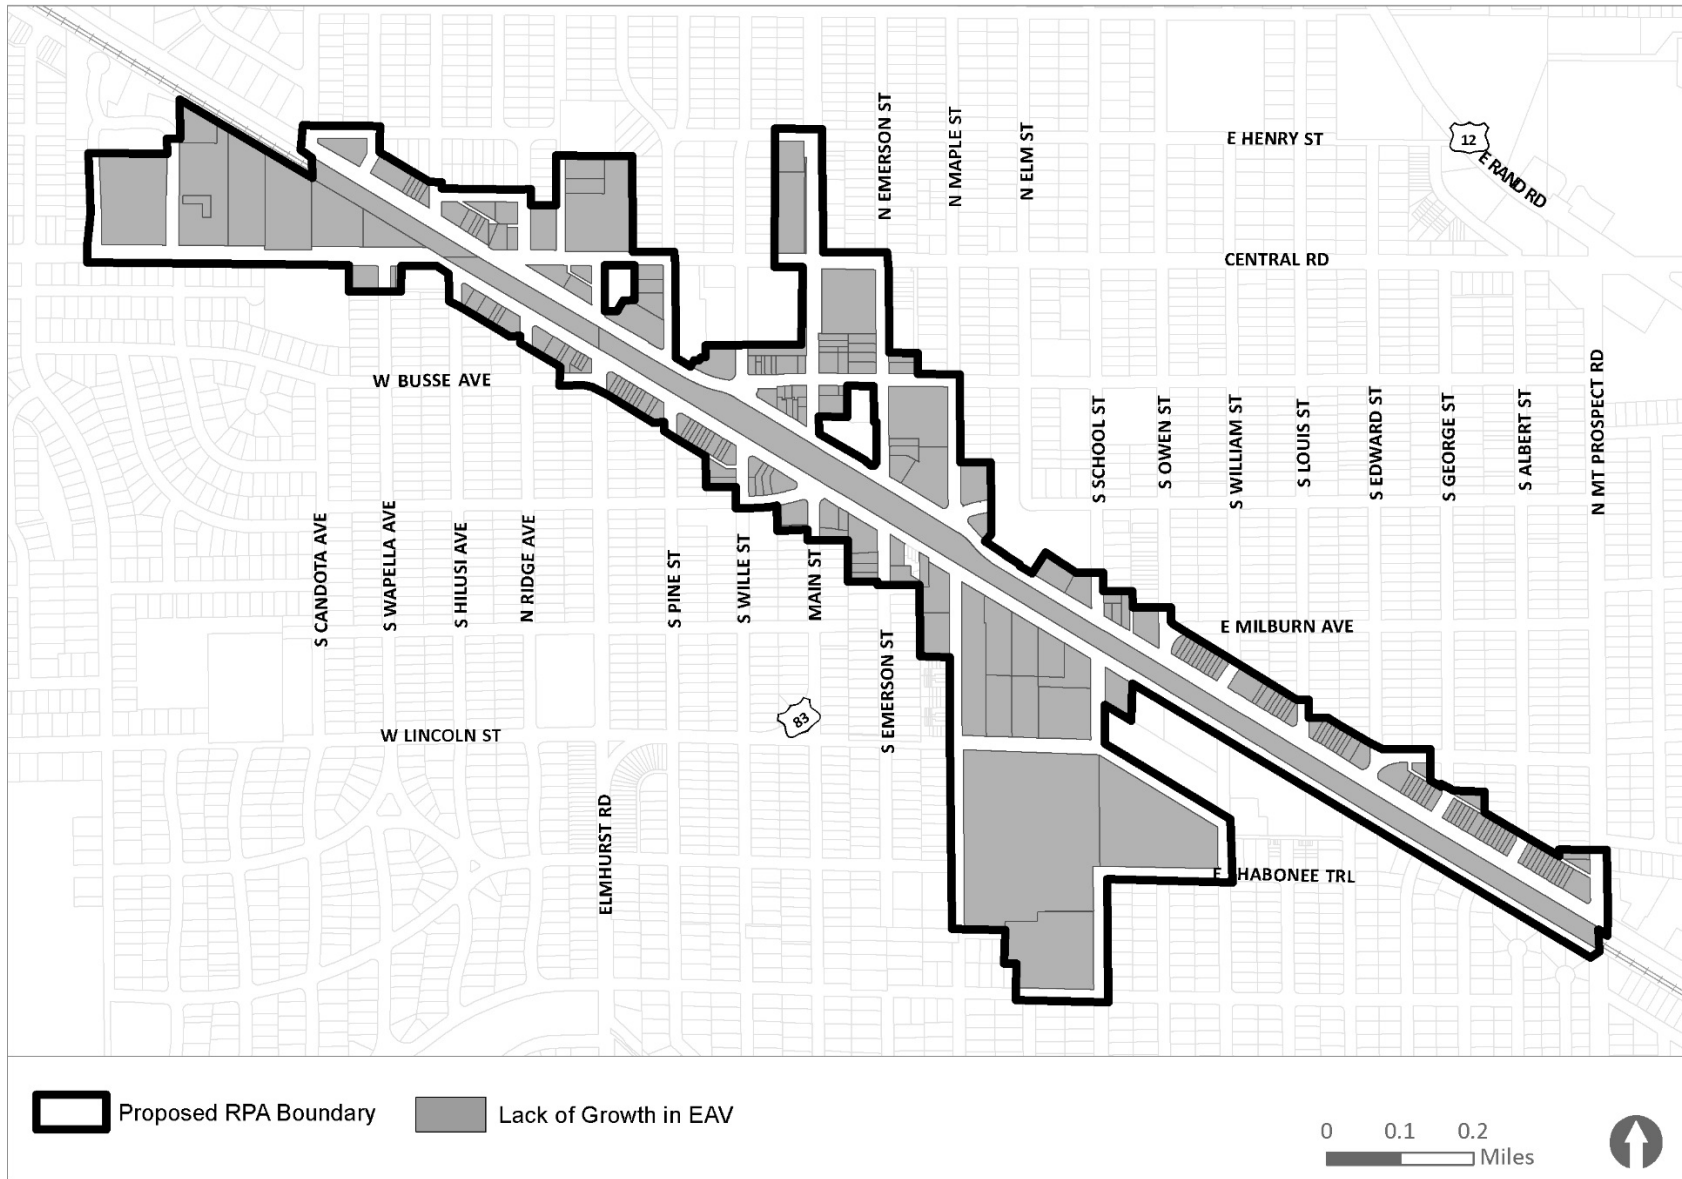 N EMERSON ST
N MAPLE ST
N ELM ST
E HENRY ST
12
E RAND RD
CENTRAL RD
W BUSSE AVE
S SCHOOL ST
S OWEN ST
S WILLIAM ST
S LOUIS ST
S EDWARD ST
S GEORGE ST
S ALBERT ST
N MT PROSPECT RD
S CANDOTA AVE
S WAPELLA AVE
S HILUSI AVE
N RIDGE AVE
S PINE ST
S WILLE ST
MAIN ST
E MILBURN AVE
S EMERSON ST
83
W LINCOLN ST
ELMHURST RD
E HABONEE TRL
Proposed RPA Boundary
Lack of Growth in EAV
0 0.1 0.2
Miles